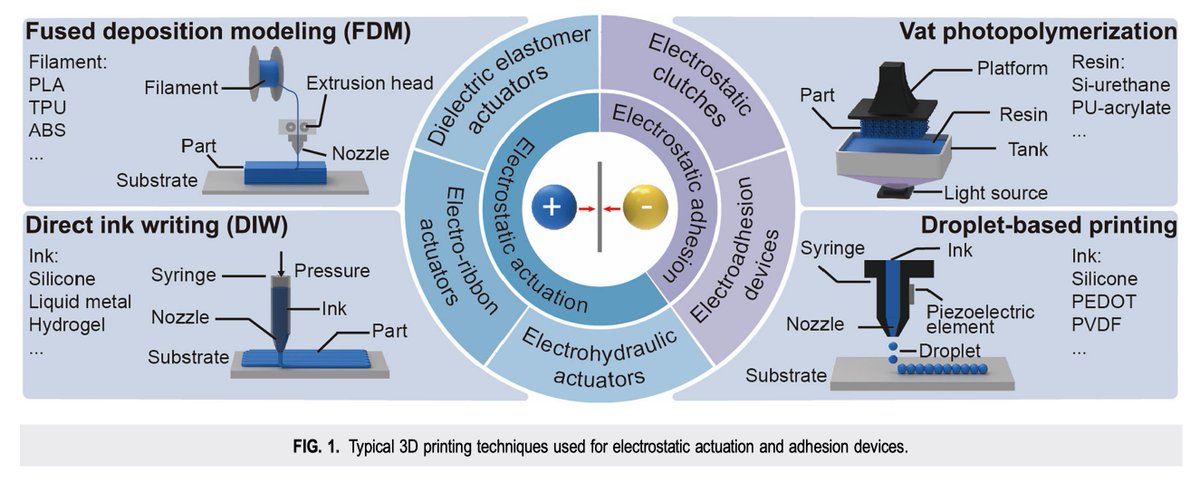 Fused deposition modeling (FDM)
Filament:
PLA
TPU
ABS
...
Filament
Extrusion head
Nozzle
Part
Substrate
Direct ink writing (DIW)
Ink:
Silicone
Liquid metal
Hydrogel
...
Syringe
Pressure
Nozzle
Ink
Part
Substrate
Dielectric elastomer
actuators
Electro-ribbon
actuators
Electrohydraulic
actuators
Electrostatic actuation
Electrostatic
clutches
Electroadhesion
devices
Electrostatic adhesion
+
-
Vat photopolymerization
Platform
Part
Resin
Tank
Light source
Resin:
Si-urethane
PU-acrylate
...
Droplet-based printing
Syringe
Ink
Nozzle
Piezoelectric
element
Droplet
Substrate
Ink:
Silicone
PEDOT
PVDF
...
FIG. 1. Typical 3D printing techniques used for electrostatic actuation and adhesion devices.